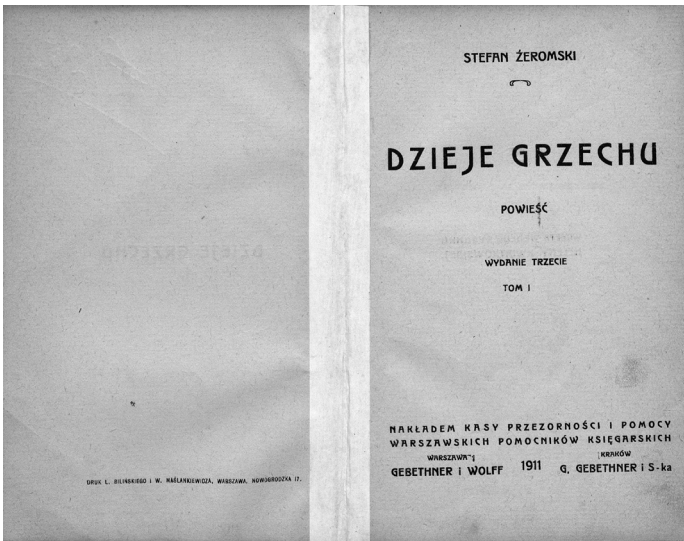 DRUK Ł. BILIŃSKIEGO I W. MAŚLANKIEWICZA, WARSZAWA, NOWOGRODZKA 17.
STEFAN ŻEROMSKI
DZIEJE GRZECHU
POWIEŚĆ
WYDANIE TRZECIE
TOM I
NAKŁADEM KASY PRZEZORNOŚCI I POMOCY
WARSZAWSKICH POMOCNIKÓW KSIĘGARSKICH
WARSZAWA KRAKÓW
GEBETHNER i WOLFF 1911 G. GEBETHNER i S-ka